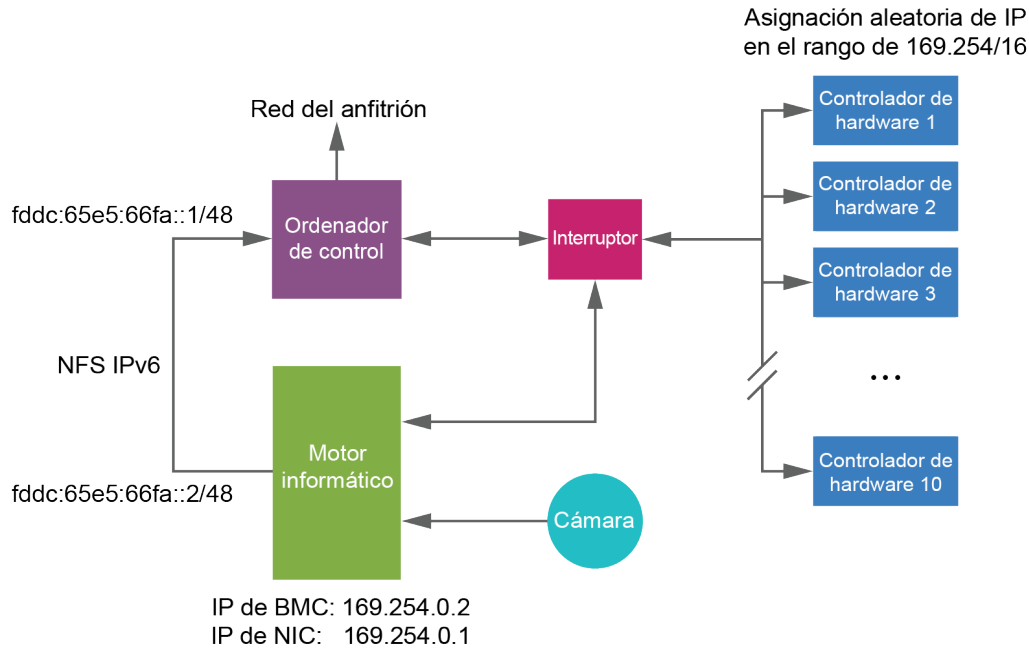 Asignación aleatoria de IP
en el rango de 169.254/16
Controlador de
hardware 1
Red del anfitrión
Controlador de
hardware 2
fddc:65e5:66fa::1/48
Ordenador
de control
Interruptor
Controlador de
hardware 3
NFS IPv6
...
Motor
informático
Controlador de
hardware 10
fddc:65e5:66fa::2/48
Cámara
IP de BMC: 169.254.0.2
IP de NIC: 169.254.0.1